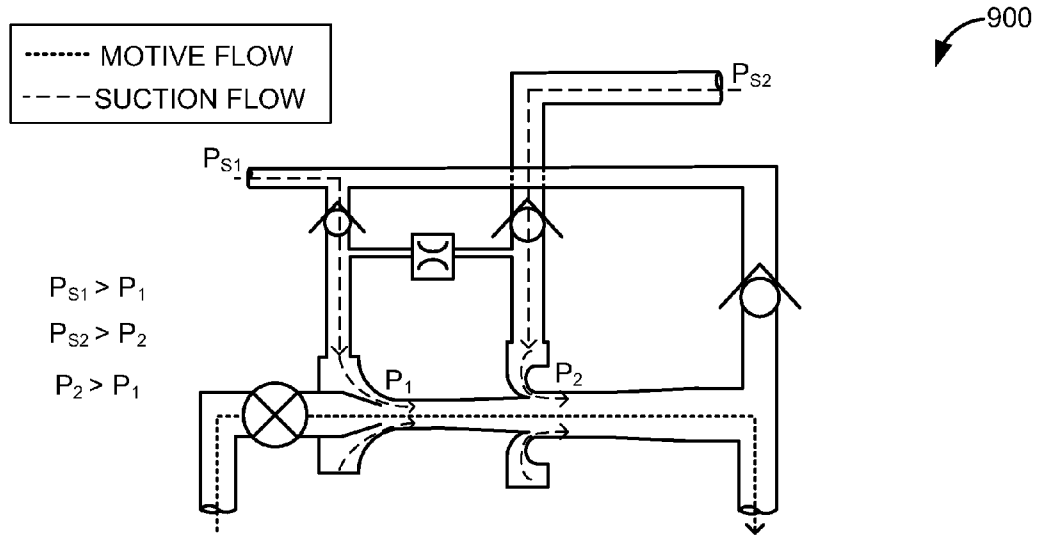 900
MOTIVE FLOW
SUCTION FLOW
PS2
PS1
PS1 > P1
PS2 > P2
P2 > P1
P1
P2